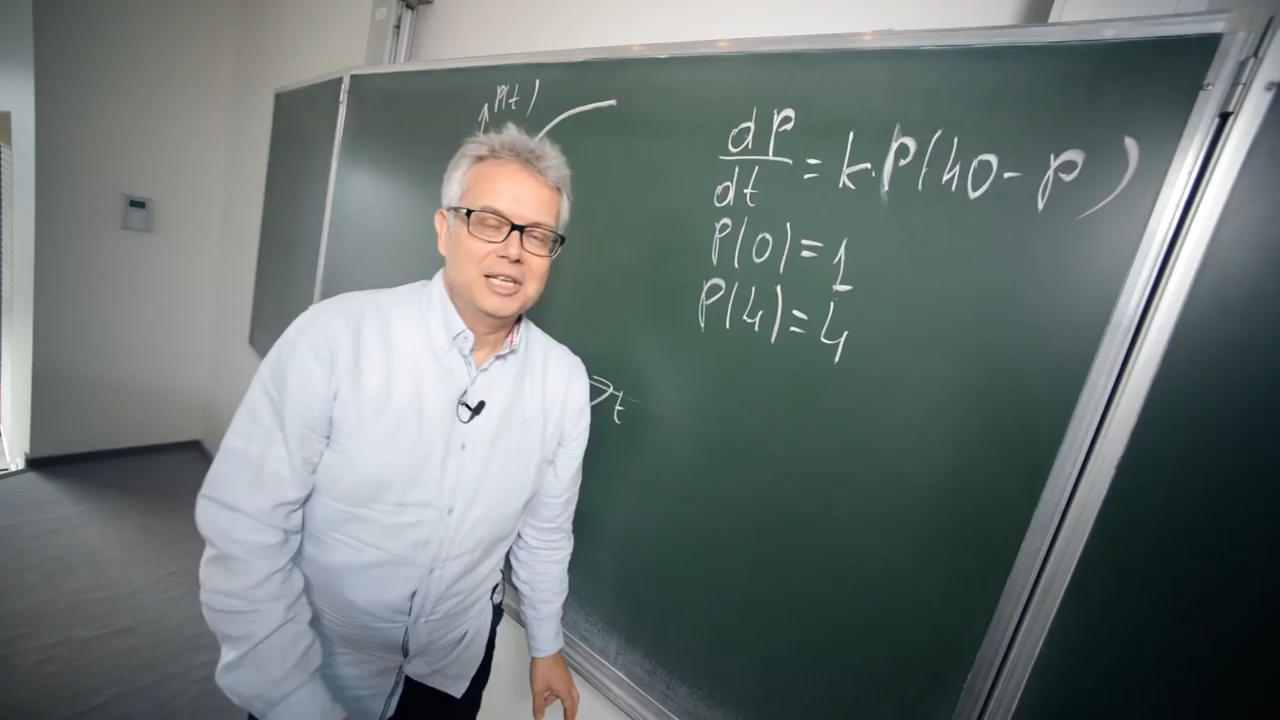 P(t)
dP/dt = k·P(40-P)
P(0)=1
P(4)=4
t